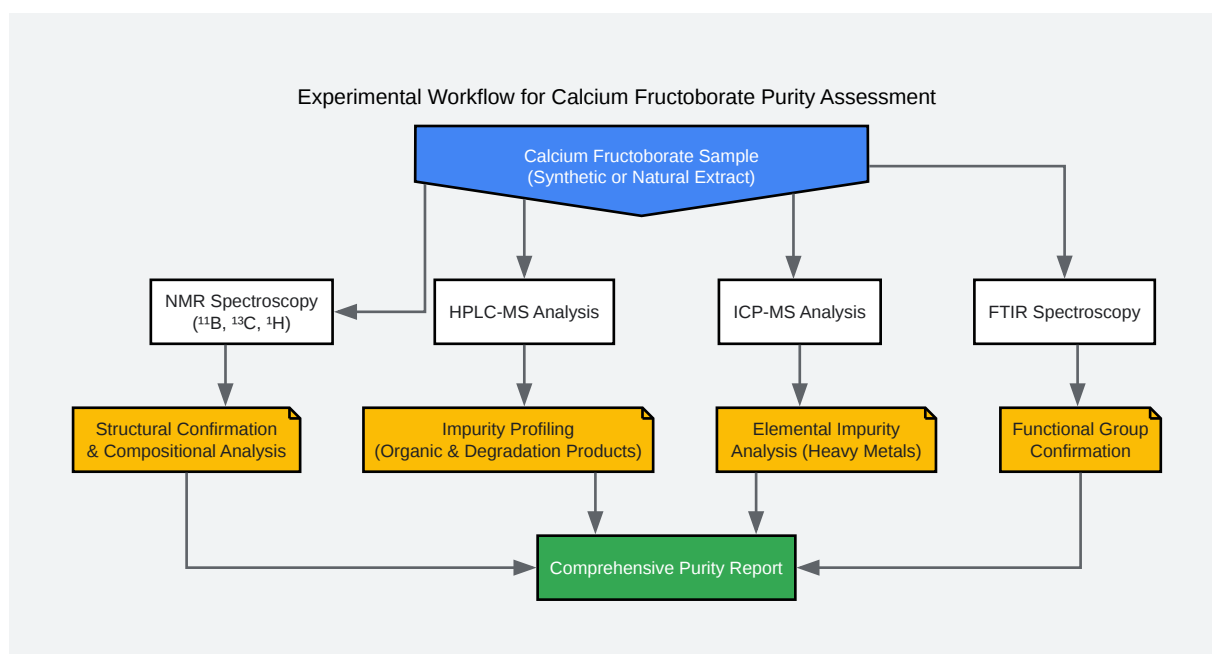 Experimental Workflow for Calcium Fructoborate Purity Assessment
Calcium Fructoborate Sample
(Synthetic or Natural Extract)
NMR Spectroscopy
(¹¹B, ¹³C, ¹H)
HPLC-MS Analysis
ICP-MS Analysis
FTIR Spectroscopy
Structural Confirmation
& Compositional Analysis
Impurity Profiling
(Organic & Degradation Products)
Elemental Impurity
Analysis (Heavy Metals)
Functional Group
Confirmation
Comprehensive Purity Report